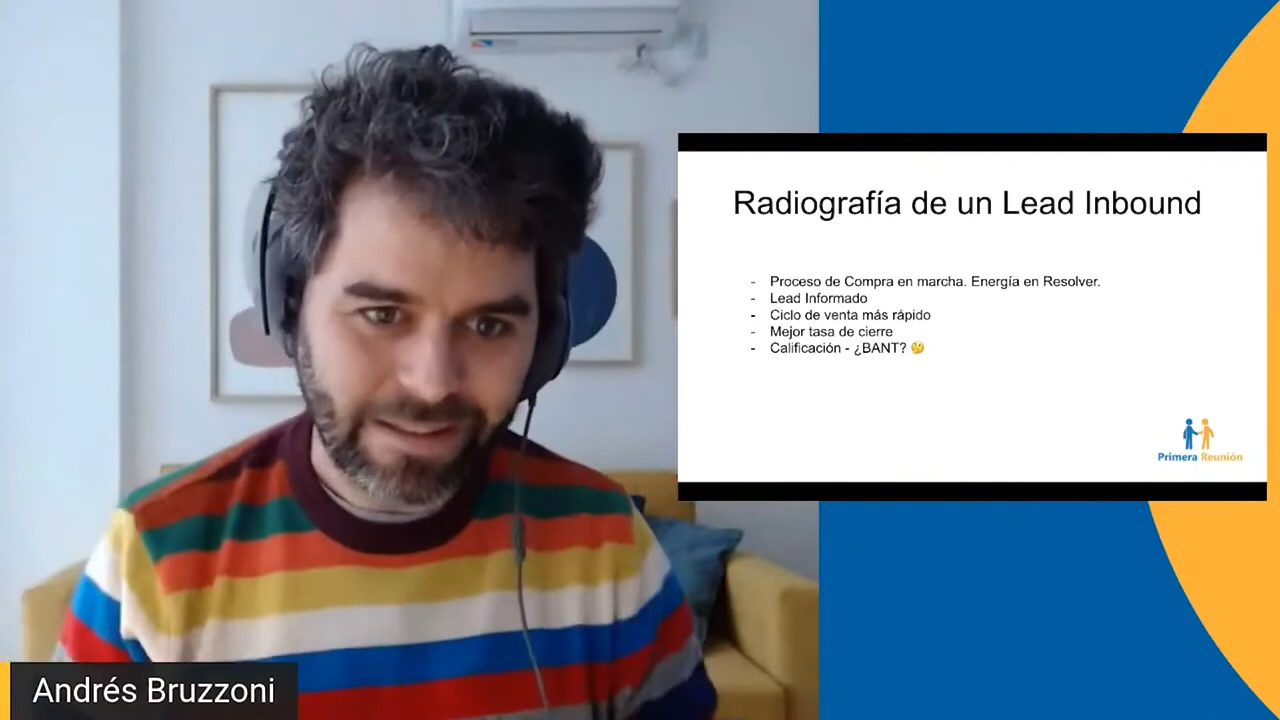 Radiografía de un Lead Inbound
- Proceso de Compra en marcha. Energía en Resolver.
- Lead Informado
- Ciclo de venta más rápido
- Mejor tasa de cierre
- Calificación - ¿BANT? 🤔
Primera Reunión
Andrés Bruzzoni